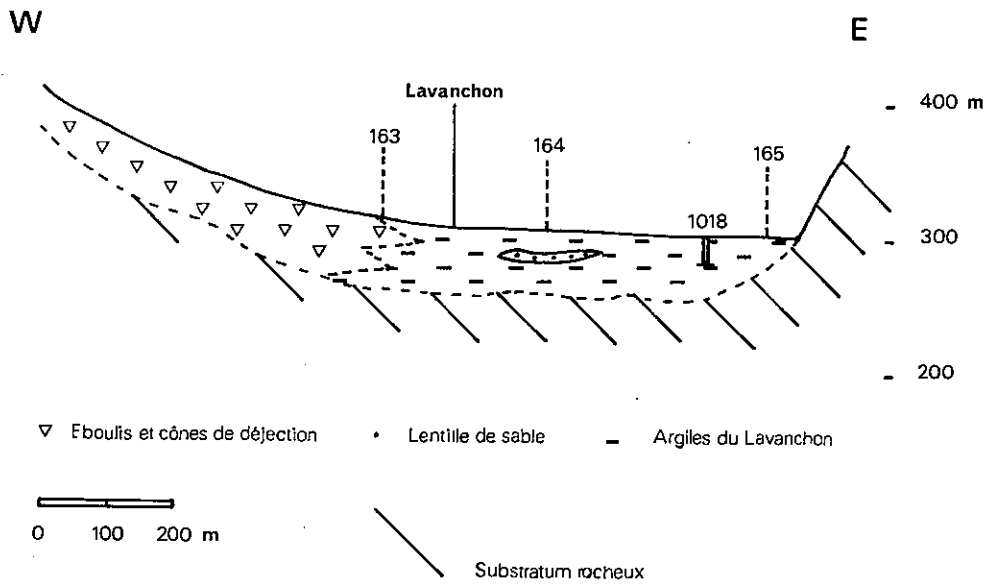 W
E
Lavanchon
400 m
163
164
165
1018
300
200
Eboulis et cônes de déjection
Lentille de sable
Argiles du Lavanchon
0 100 200 m
Substratum rocheux